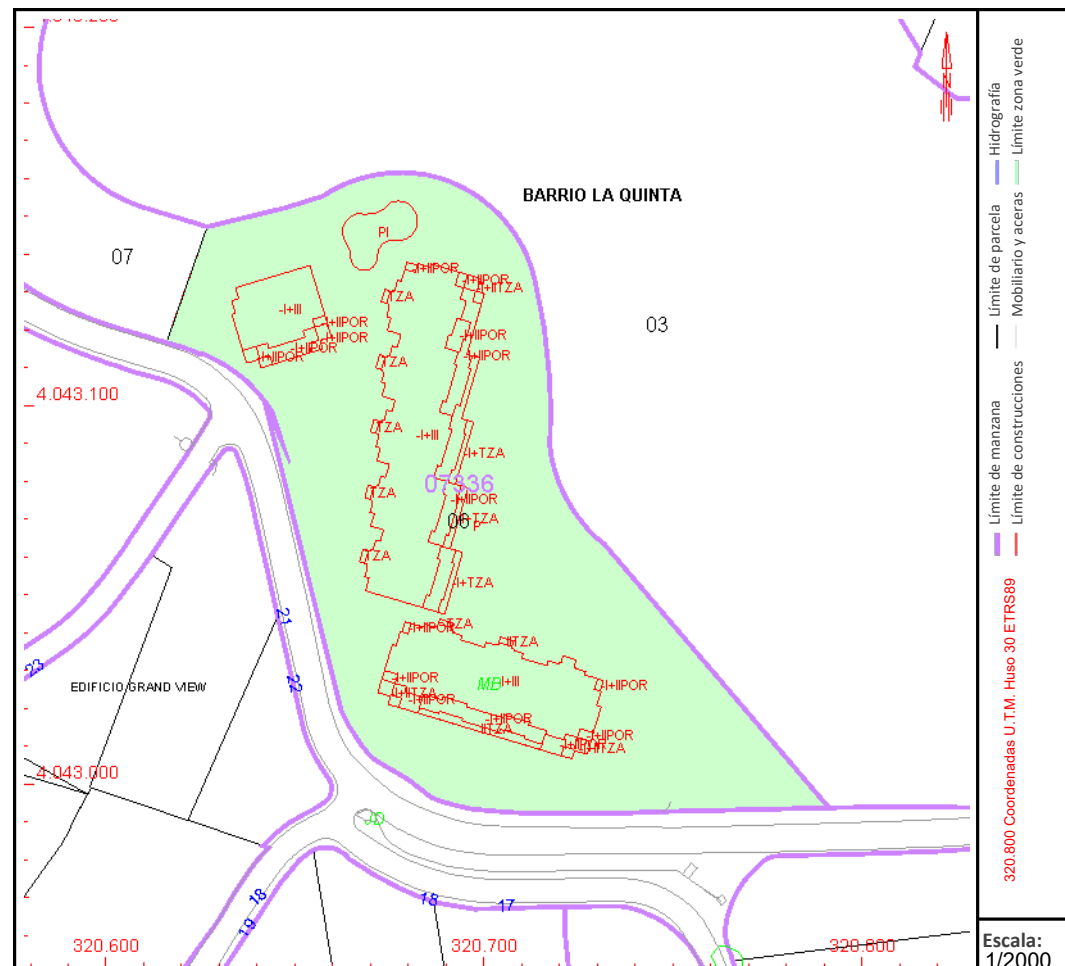 BARRIO LA QUINTA
07
PI
-I+IIPOR
-I+IIPOR
TZA
I+IITZA
-I+III
-I+IIPOR
-I+IIPOR
03
-I+IIPOR
-I+IIPOR
-I+IIPOR
-I+IIPOR
TZA
4.043.100
TZA
-I+III
-I+TZA
07336
TZA
-I+IIPOR
06
-I+TZA
P
TZA
-I+TZA
21
-I+IIPOR
TZA
IITZA
23
22
EDIFICIO GRAND VIEW
-I+IIPOR
MB
-I+III
-I+IIPOR
-I+IITZA
-I+IIPOR
-I+IIPOR
IITZA
-I+IIPOR
-I+IIPOR
4.043.000
JD
18
19
18
17
320.600
320.700
320.800
Límite de manzana
Límite de parcela
Hidrografía
Límite de construcciones
Mobiliario y aceras
Límite zona verde
320.800 Coordenadas U.T.M. Huso 30 ETRS89
Escala:
1/2000